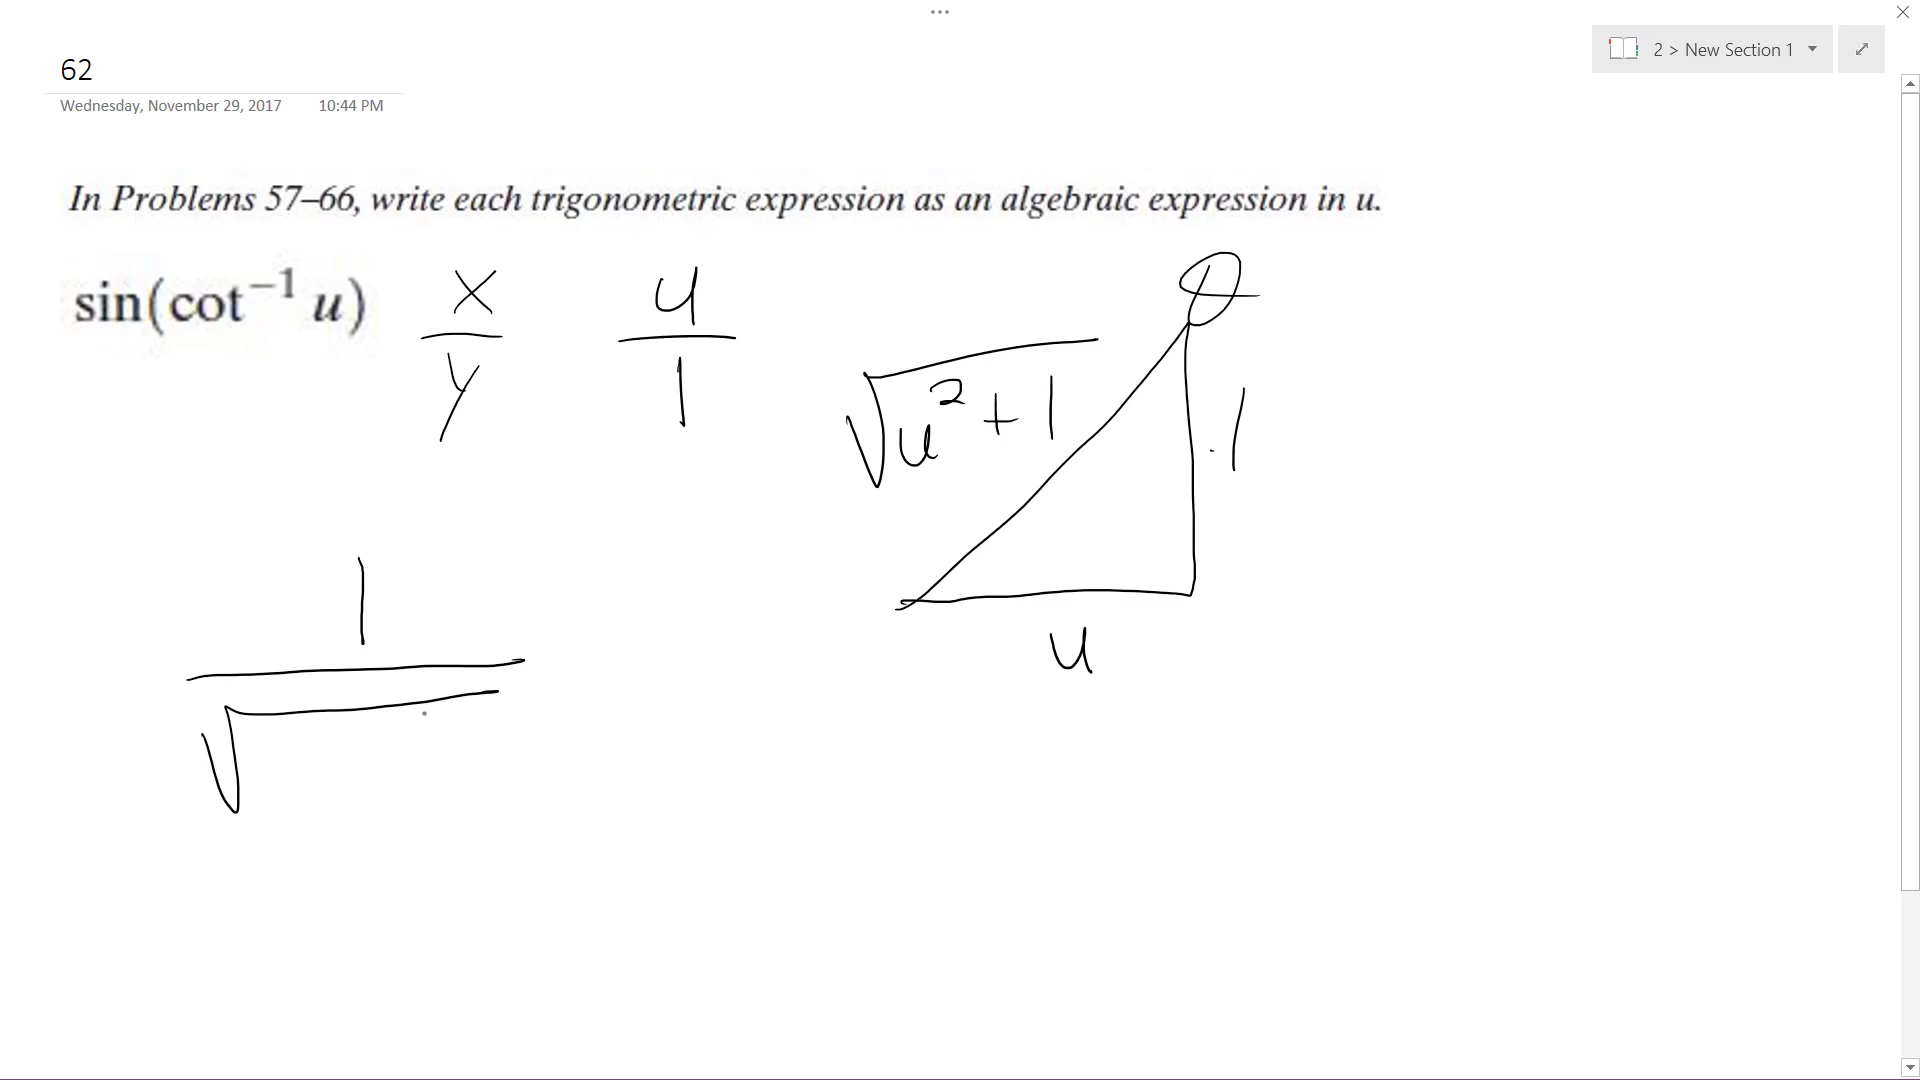 2 > New Section 1
62
Wednesday, November 29, 2017 10:44 PM
In Problems 57–66, write each trigonometric expression as an algebraic expression in u.
sin(cot⁻¹ u)
x
y
u
1
θ
√u² + 1
1
u
1
√